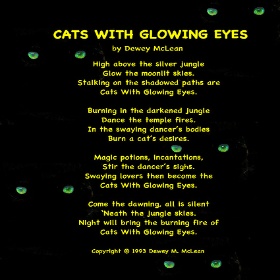 CATS WITH GLOWING EYES
by Dewey McLean
High above the silver jungle
Glow the moonlit skies.
Stalking on the shadowed paths are
Cats With Glowing Eyes.
Burning in the darkened jungle
Dance the temple fires.
In the swaying dancer's bodies
Burn a cat's desires.
Magic potions, incantations,
Stir the dancer's sighs.
Swaying lovers then become the
Cats With Glowing Eyes.
Come the dawning, all is silent
'Neath the jungle skies.
Night will bring the burning fire of
Cats With Glowing Eyes.
Copyright © 1993 Dewey M. McLean